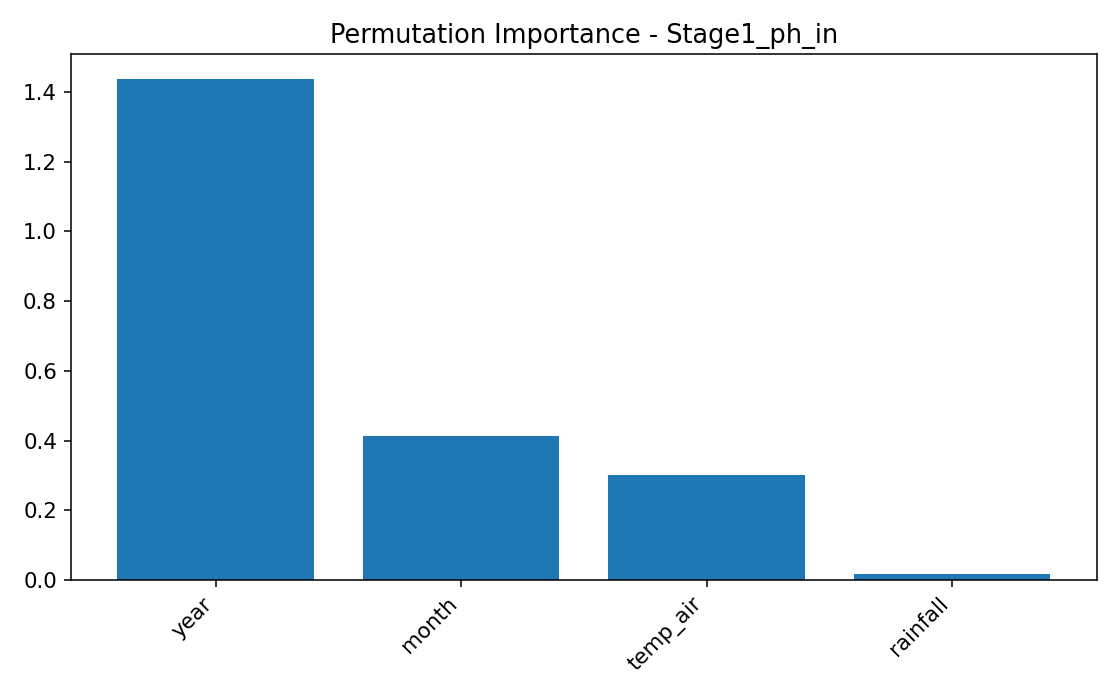 Permutation Importance - Stage1_ph_in
1.4
1.2
1.0
0.8
0.6
0.4
0.2
0.0
year
month
temp_air
rainfall